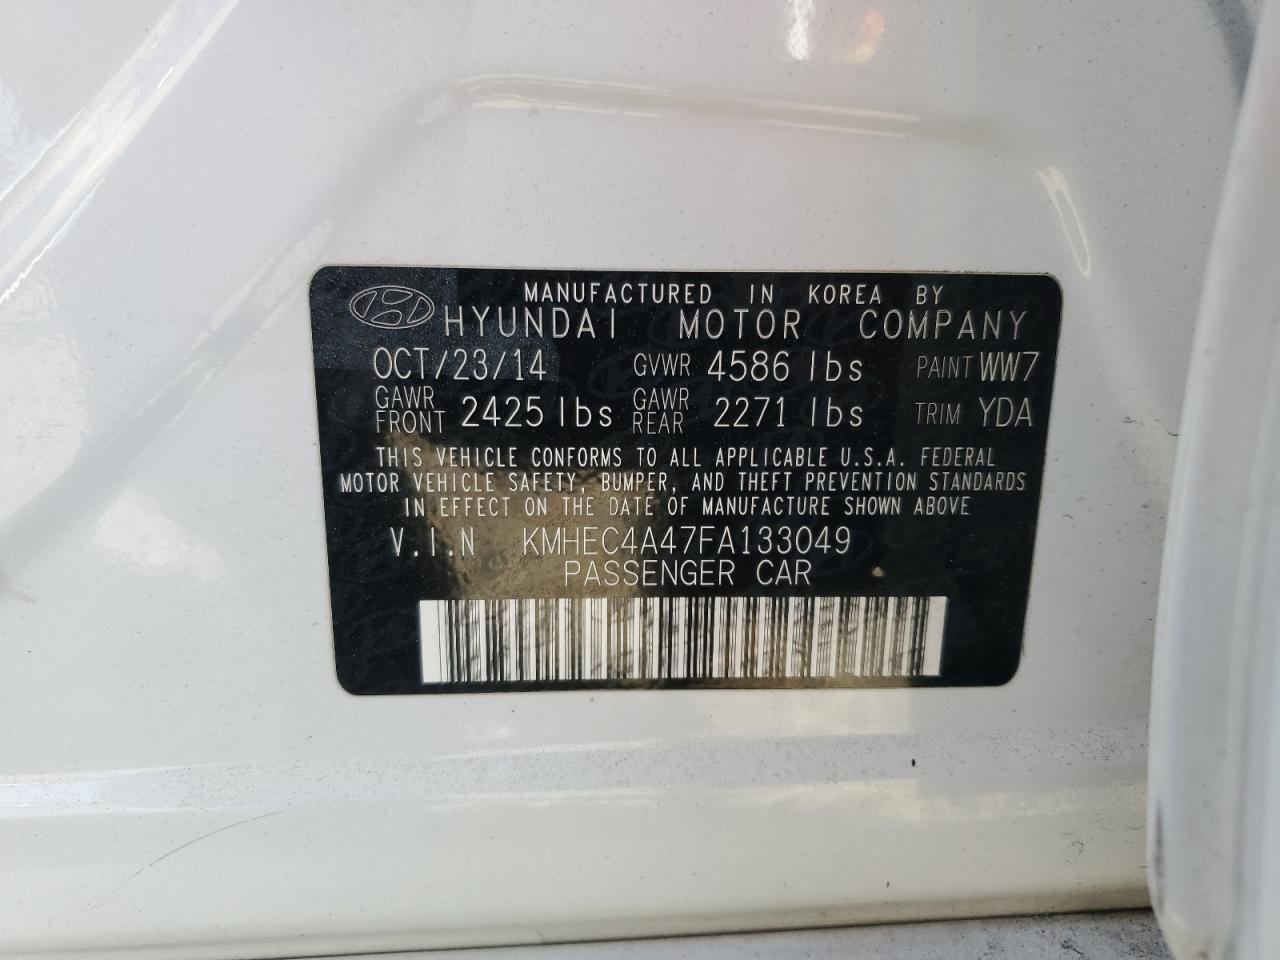 MANUFACTURED IN KOREA BY
HYUNDAI MOTOR COMPANY
OCT/23/14 GVWR 4586 lbs PAINT WW7
GAWR FRONT 2425 lbs GAWR REAR 2271 lbs TRIM YDA
THIS VEHICLE CONFORMS TO ALL APPLICABLE U.S.A. FEDERAL
MOTOR VEHICLE SAFETY, BUMPER, AND THEFT PREVENTION STANDARDS
IN EFFECT ON THE DATE OF MANUFACTURE SHOWN ABOVE
V.I.N KMHEC4A47FA133049
PASSENGER CAR